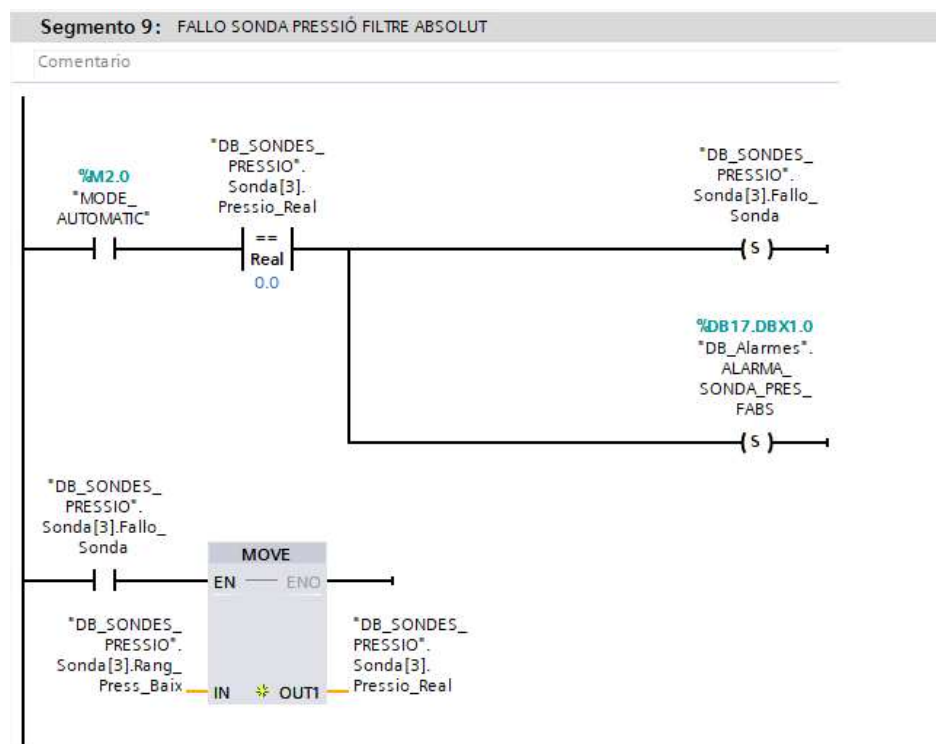 Segmento 9: FALLO SONDA PRESSIÓ FILTRE ABSOLUT
Comentario
%M2.0
"MODE_
AUTOMATIC"
"DB_SONDES_
PRESSIO".
Sonda[3].
Pressio_Real
==
Real
0.0
"DB_SONDES_
PRESSIO".
Sonda[3].Fallo_
Sonda
( S )
%DB17.DBX1.0
"DB_Alarmes".
ALARMA_
SONDA_PRES_
FABS
( S )
"DB_SONDES_
PRESSIO".
Sonda[3].Fallo_
Sonda
MOVE
EN
ENO
"DB_SONDES_
PRESSIO".
Sonda[3].Rang_
Press_Baix
IN
OUT1
"DB_SONDES_
PRESSIO".
Sonda[3].
Pressio_Real